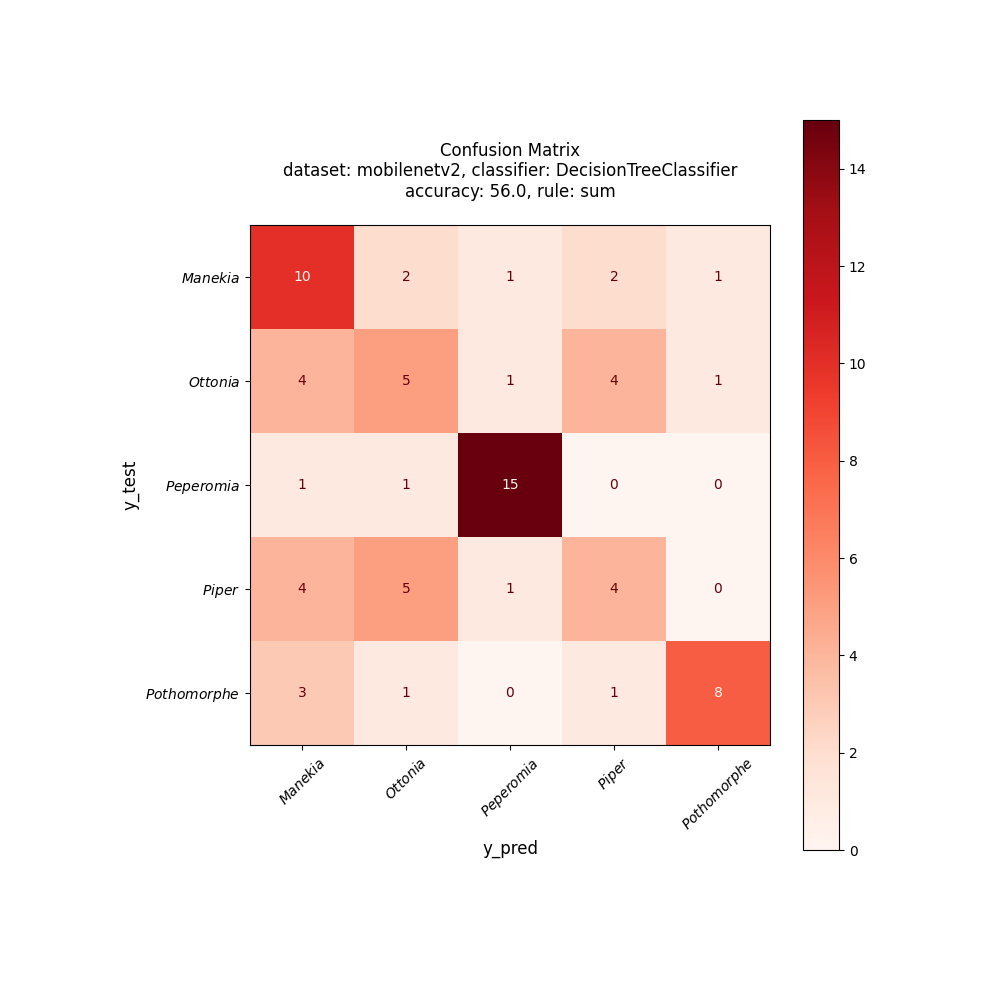 Confusion Matrix
dataset: mobilenetv2, classifier: DecisionTreeClassifier
accuracy: 56.0, rule: sum
Manekia 10 2 1 2 1
Ottonia 4 5 1 4 1
Peperomia 1 1 15 0 0
Piper 4 5 1 4 0
Pothomorphe 3 1 0 1 8
Manekia Ottonia Peperomia Piper Pothomorphe
y_pred
y_test
14
12
10
8
6
4
2
0